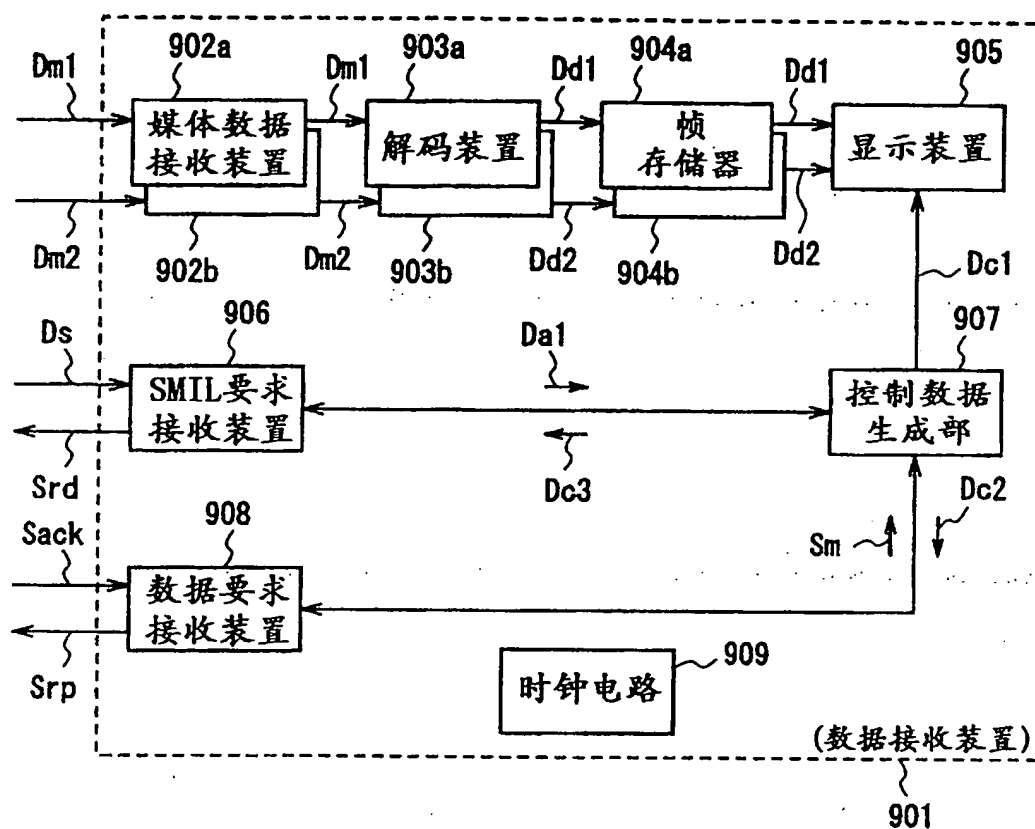 902a
903a
904a
905
Dm1
Dm1
Dd1
Dd1
媒体数据
接收装置
解码装置
帧
存储器
显示装置
Dm2
902b
Dm2
903b
Dd2
904b
Dd2
Dc1
Ds
906
Da1
907
SMIL要求
接收装置
控制数据
生成部
Srd
Dc3
Dc2
Sack
908
Sm
数据要求
接收装置
Srp
909
时钟电路
(数据接收装置)
901